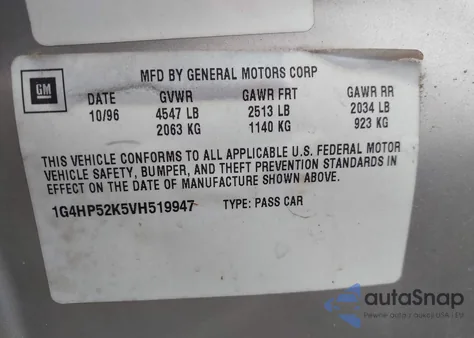 GM
MFD BY GENERAL MOTORS CORP
DATE GVWR GAWR FRT GAWR RR
10/96 4547 LB 2513 LB 2034 LB
2063 KG 1140 KG 923 KG
THIS VEHICLE CONFORMS TO ALL APPLICABLE U.S. FEDERAL MOTOR
VEHICLE SAFETY, BUMPER, AND THEFT PREVENTION STANDARDS IN
EFFECT ON THE DATE OF MANUFACTURE SHOWN ABOVE.
1G4HP52K5VH519947 TYPE: PASS CAR
autaSnap